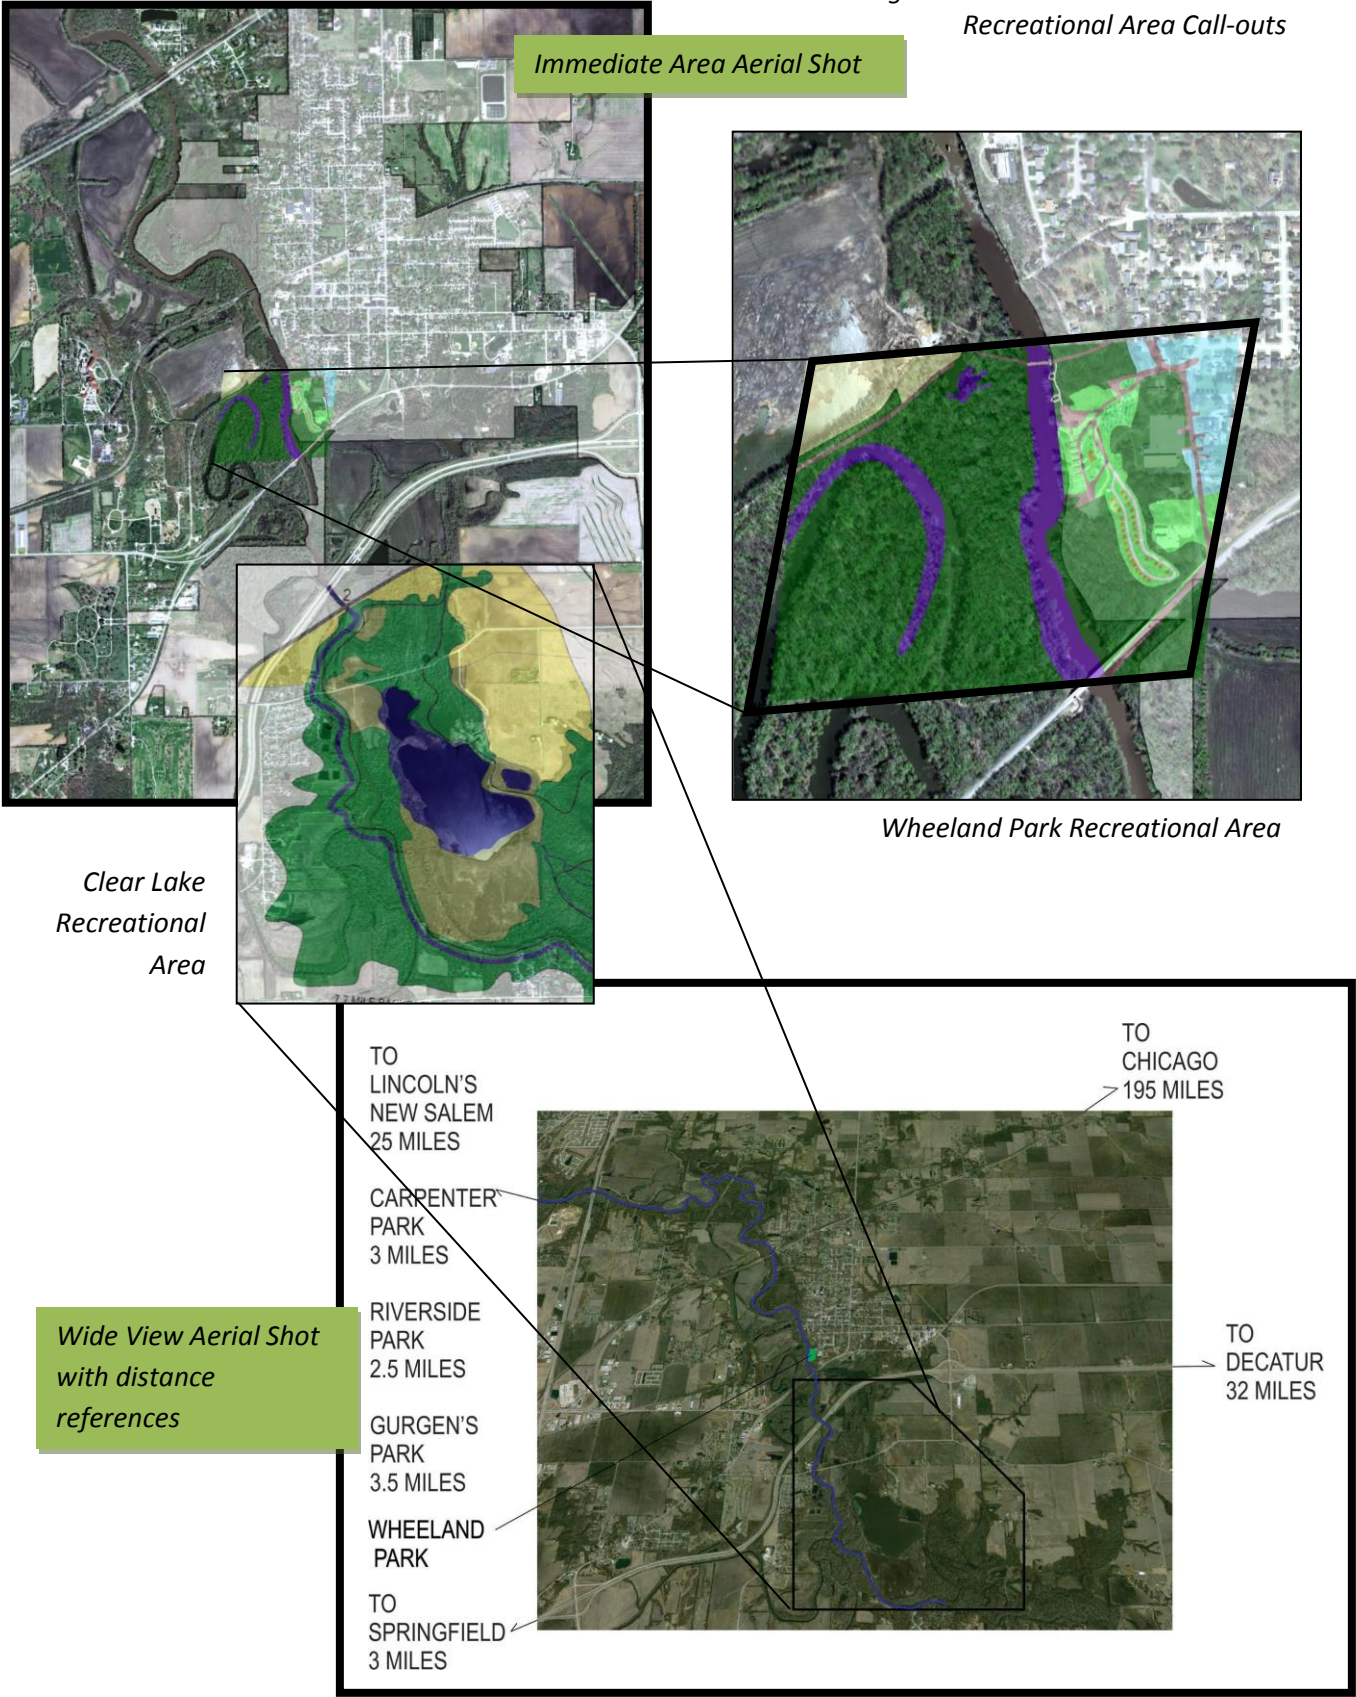 Recreational Area Call-outs
Immediate Area Aerial Shot
2
Wheeland Park Recreational Area
Clear Lake
Recreational
Area
TO
LINCOLN'S
NEW SALEM
25 MILES
CARPENTER
PARK
3 MILES
RIVERSIDE
PARK
2.5 MILES
GURGEN'S
PARK
3.5 MILES
WHEELAND
PARK
TO
SPRINGFIELD
3 MILES
TO
CHICAGO
195 MILES
TO
DECATUR
32 MILES
Wide View Aerial Shot
with distance
references